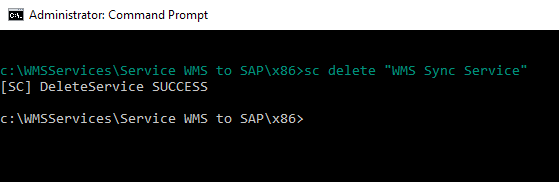 Administrator: Command Prompt
c:\WMSServices\Service WMS to SAP\x86>sc delete "WMS Sync Service"
[SC] DeleteService SUCCESS
c:\WMSServices\Service WMS to SAP\x86>